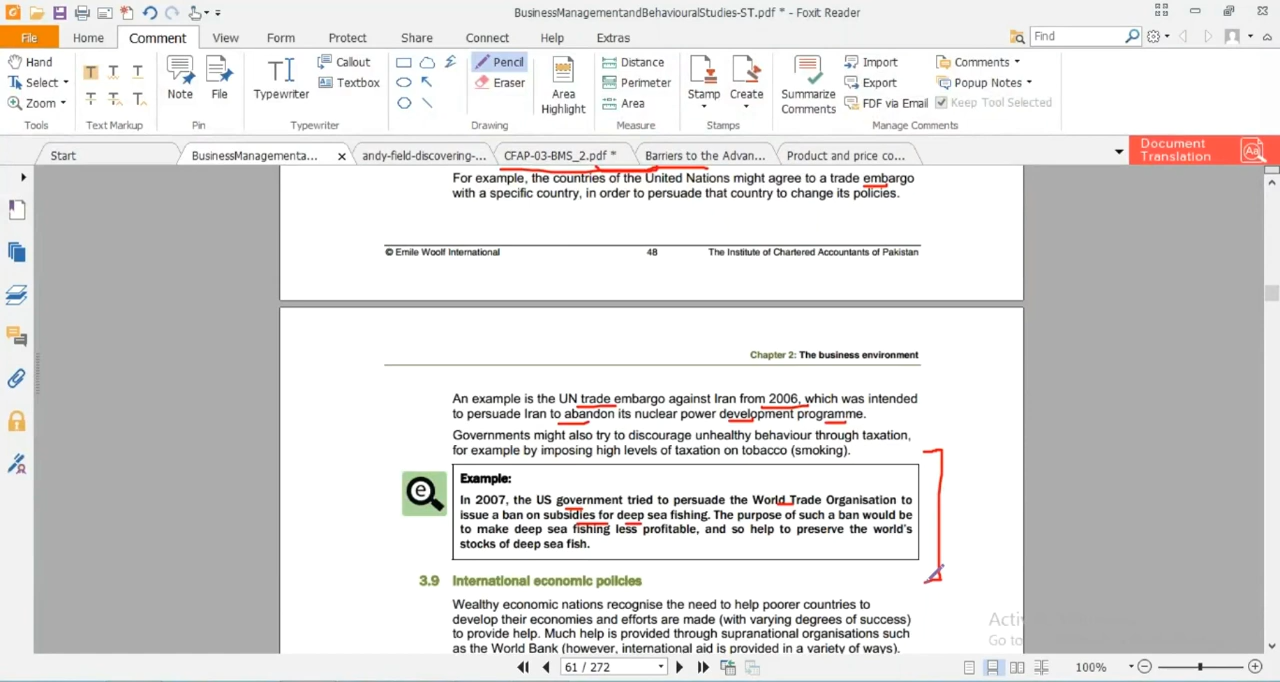 BusinessManagementandBehaviouralStudies-ST.pdf * - Foxit Reader
File Home Comment View Form Protect Share Connect Help Extras
Find
Hand
Select
Zoom
Tools
Text Markup
Note
File
Pin
Typewriter
Callout
Textbox
Typewriter
Pencil
Eraser
Drawing
Area
Highlight
Distance
Perimeter
Area
Measure
Stamp
Create
Stamps
Summarize
Comments
Import
Export
FDF via Email
Comments
Popup Notes
Keep Tool Selected
Manage Comments
Start
BusinessManagementa...
andy-field-discovering-...
CFAP-03-BMS_2.pdf *
Barriers to the Advan...
Product and price co...
Document
Translation
For example, the countries of the United Nations might agree to a trade embargo
with a specific country, in order to persuade that country to change its policies.
© Emile Woolf International 48 The Institute of Chartered Accountants of Pakistan
Chapter 2: The business environment
An example is the UN trade embargo against Iran from 2006, which was intended
to persuade Iran to abandon its nuclear power development programme.
Governments might also try to discourage unhealthy behaviour through taxation,
for example by imposing high levels of taxation on tobacco (smoking).
Example:
In 2007, the US government tried to persuade the World Trade Organisation to
issue a ban on subsidies for deep sea fishing. The purpose of such a ban would be
to make deep sea fishing less profitable, and so help to preserve the world's
stocks of deep sea fish.
3.9 International economic policies
Wealthy economic nations recognise the need to help poorer countries to
develop their economies and efforts are made (with varying degrees of success)
to provide help. Much help is provided through supranational organisations such
as the World Bank (however, international aid is provided in a variety of ways).
Go to
61 / 272
100%